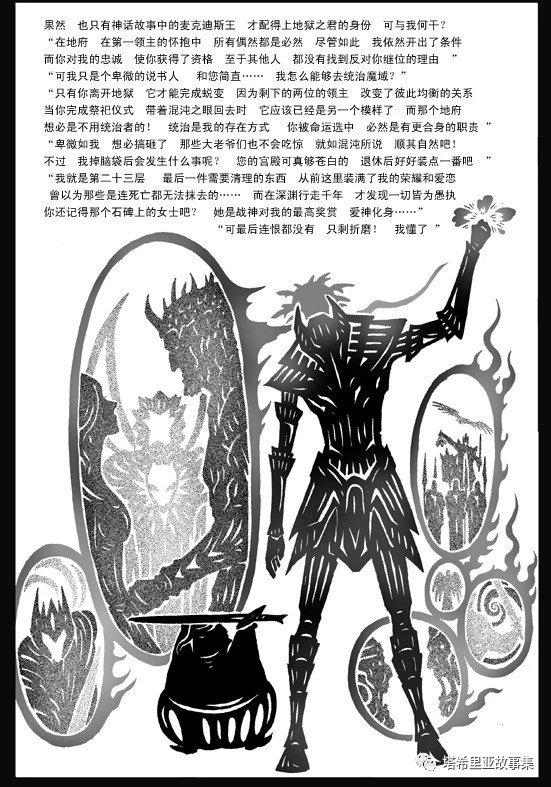 果然　也只有神话故事中的麦克迪斯王　才配得上地狱之君的身份　可与我何干？
“在地府　在第一领主的怀抱中　所有偶然都是必然　尽管如此　我依然开出了条件
而你对我的忠诚　使你获得了资格　至于其他人　都没有找到反对你继位的理由　”
“可我只是个卑微的说书人　和您简直……　我怎么能够去统治魔域？”
“只有你离开地狱　它才能完成蜕变　因为剩下的两位的领主　改变了彼此均衡的关系
当你完成祭祀仪式　带着混沌之眼回去时　它应该已经是另一个模样了　而那个地府
想必是不用统治者的！　统治是我的存在方式　你被命运选中　必然是有更合身的职责　”
“卑微如我　想必搞砸了　那些大老爷们也不会吃惊　就如混沌所说　顺其自然吧！
不过　我掉脑袋后会发生什么事呢？　您的宫殿可真够苍白的　退休后好好装点一番吧　”
“我就是第二十三层　最后一件需要清理的东西　从前这里装满了我的荣耀和爱恋
曾以为那些是连死亡都无法抹去的……　而在深渊行走千年　才发现一切皆为愚执
你还记得那个石碑上的女士吧？　她是战神对我的最高奖赏　爱神化身……”
“可最后连恨都没有　只剩折磨！　我懂了 ”
塔希里亚故事集